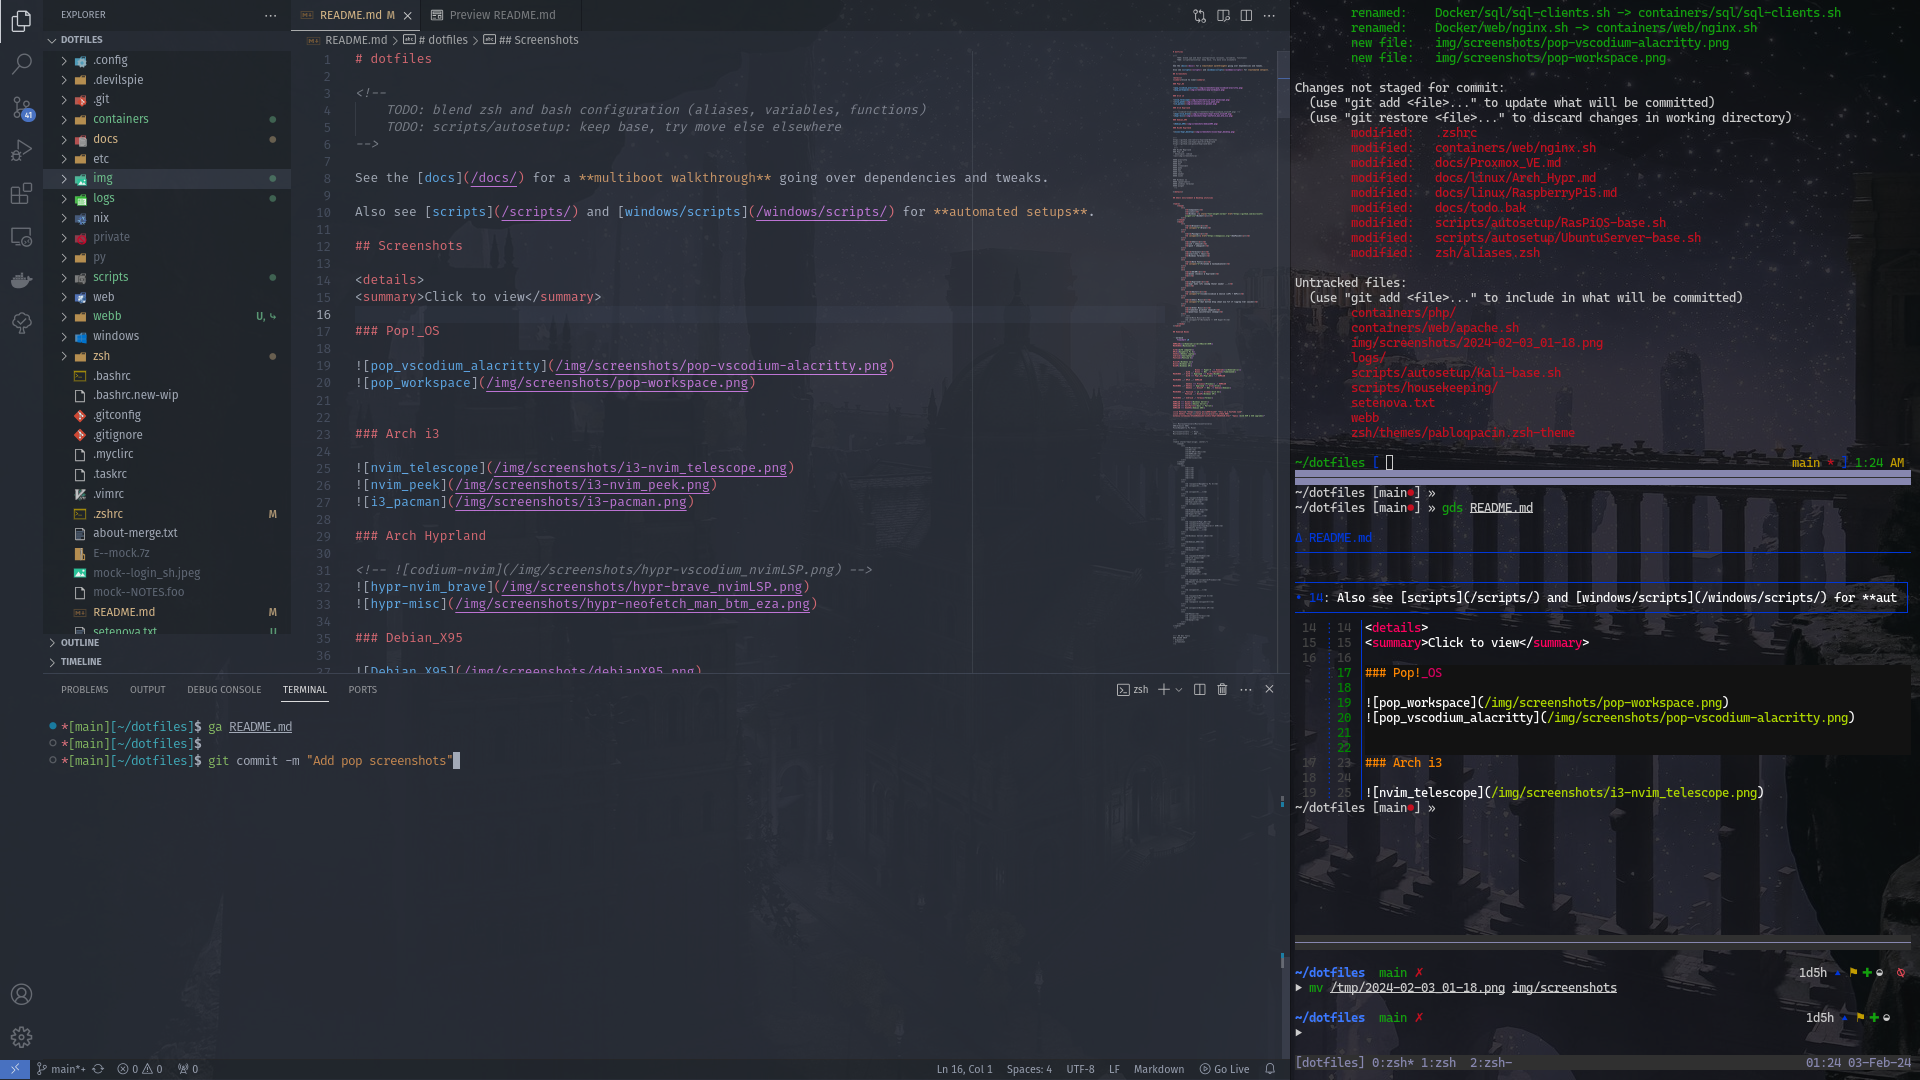 EXPLORER
DOTFILES
.config
.devilspie
.git
containers
docs
etc
img
logs
nix
private
py
scripts
web
webb U,
windows
zsh
.bashrc
.bashrc.new-wip
.gitconfig
.gitignore
.myclirc
.taskrc
.vimrc
.zshrc M
about-merge.txt
E--mock.7z
mock--login_sh.jpeg
mock--NOTES.foo
README.md M
setenova.txt U
OUTLINE
TIMELINE
41
README.md M
Preview README.md
README.md > # dotfiles > ## Screenshots
1 # dotfiles
2
3 <!--
4 TODO: blend zsh and bash configuration (aliases, variables, functions)
5 TODO: scripts/autosetup: keep base, try move else elsewhere
6 -->
7
8 See the [docs](/docs/) for a **multiboot walkthrough** going over dependencies and tweaks.
9
10 Also see [scripts](/scripts/) and [windows/scripts](/windows/scripts/) for **automated setups**.
11
12 ## Screenshots
13
14 <details>
15 <summary>Click to view</summary>
16
17 ### Pop!_OS
18
19 ![pop_vscodium_alacritty](/img/screenshots/pop-vscodium-alacritty.png)
20 ![pop_workspace](/img/screenshots/pop-workspace.png)
21
22
23 ### Arch i3
24
25 ![nvim_telescope](/img/screenshots/i3-nvim_telescope.png)
26 ![nvim_peek](/img/screenshots/i3-nvim_peek.png)
27 ![i3_pacman](/img/screenshots/i3-pacman.png)
28
29 ### Arch Hyprland
30
31 <!-- ![codium-nvim](/img/screenshots/hypr-vscodium_nvimLSP.png) -->
32 ![hypr-nvim_brave](/img/screenshots/hypr-brave_nvimLSP.png)
33 ![hypr-misc](/img/screenshots/hypr-neofetch_man_btm_eza.png)
34
35 ### Debian_X95
36
![Debian_X95](/img/screenshots/debianX95.png)
PROBLEMS OUTPUT DEBUG CONSOLE TERMINAL PORTS
zsh
*[main][~/dotfiles]$ ga README.md
*[main][~/dotfiles]$
*[main][~/dotfiles]$ git commit -m "Add pop screenshots"
main*+ 0 0 0
Ln 16, Col 1 Spaces: 4 UTF-8 LF Markdown Go Live
renamed: Docker/sql/sql-clients.sh -> containers/sql/sql-clients.sh
renamed: Docker/web/nginx.sh -> containers/web/nginx.sh
new file: img/screenshots/pop-vscodium-alacritty.png
new file: img/screenshots/pop-workspace.png
Changes not staged for commit:
(use "git add <file>..." to update what will be committed)
(use "git restore <file>..." to discard changes in working directory)
modified: .zshrc
modified: containers/web/nginx.sh
modified: docs/Proxmox_VE.md
modified: docs/linux/Arch_Hypr.md
modified: docs/linux/RaspberryPi5.md
modified: docs/todo.bak
modified: scripts/autosetup/RasPiOS-base.sh
modified: scripts/autosetup/UbuntuServer-base.sh
modified: zsh/aliases.zsh
Untracked files:
(use "git add <file>..." to include in what will be committed)
containers/php/
containers/web/apache.sh
img/screenshots/2024-02-03_01-18.png
logs/
scripts/autosetup/Kali-base.sh
scripts/housekeeping/
setenova.txt
webb
zsh/themes/pabloqpacin.zsh-theme
~/dotfiles [ main * ] 1:24 AM
~/dotfiles [main●] »
~/dotfiles [main●] » gds README.md
Δ README.md
• 14: Also see [scripts](/scripts/) and [windows/scripts](/windows/scripts/) for **aut
14 ⋮ 14 <details>
15 ⋮ 15 <summary>Click to view</summary>
16 ⋮ 16
⋮ 17 ### Pop!_OS
⋮ 18
⋮ 19 ![pop_workspace](/img/screenshots/pop-workspace.png)
⋮ 20 ![pop_vscodium_alacritty](/img/screenshots/pop-vscodium-alacritty.png)
⋮ 21
⋮ 22
17 ⋮ 23 ### Arch i3
18 ⋮ 24
19 ⋮ 25 ![nvim_telescope](/img/screenshots/i3-nvim_telescope.png)
~/dotfiles [main●] »
~/dotfiles main ✗ 1d5h
▶ mv /tmp/2024-02-03_01-18.png img/screenshots
~/dotfiles main ✗ 1d5h
▶
[dotfiles] 0:zsh* 1:zsh 2:zsh- 01:24 03-Feb-24